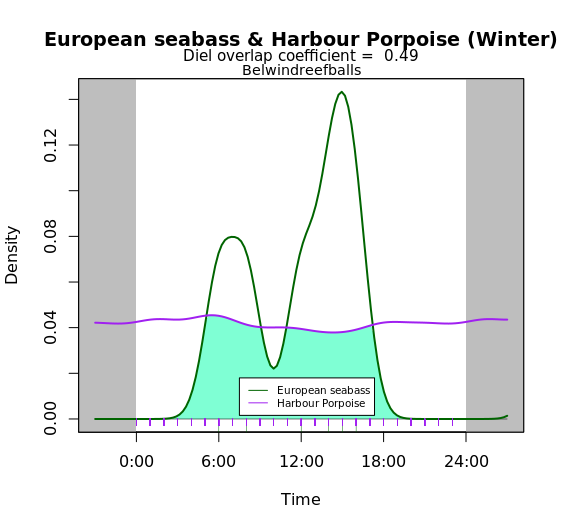 European seabass & Harbour Porpoise (Winter)
Diel overlap coefficient = 0.49
Belwindreefballs
Density
0.12
0.08
0.04
0.00
European seabass
Harbour Porpoise
0:00 6:00 12:00 18:00 24:00
Time